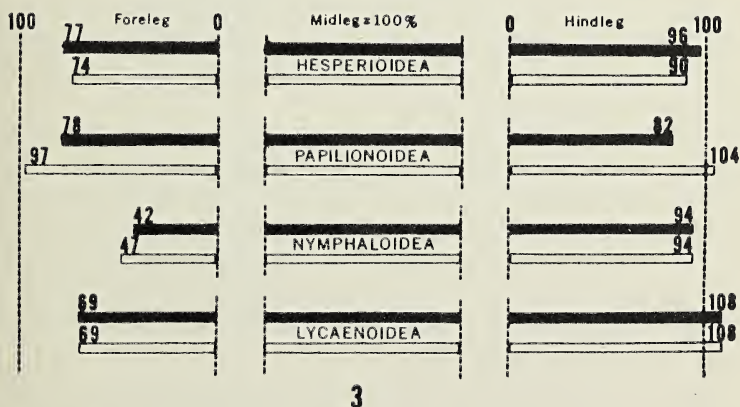 Foreleg Midleg=100% Hindleg
100 0 0 100
77 96
HESPERIOIDEA
74 90
78 82
PAPILIONOIDEA
97 104
42 94
NYMPHALOIDEA
47 94
69 108
LYCAENOIDEA
69 108
3